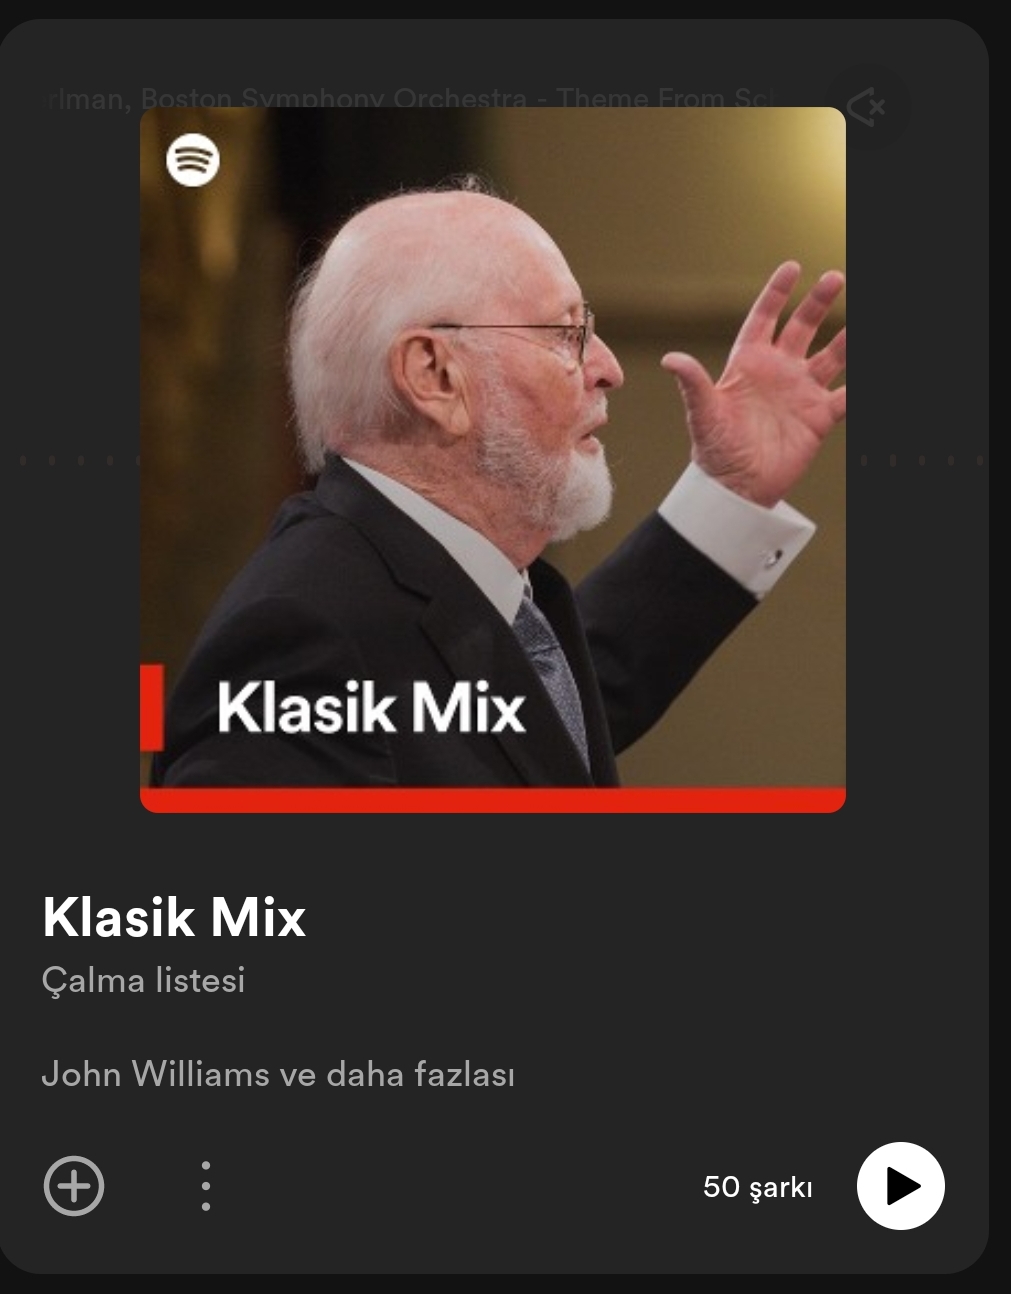 rlman, Boston Symphony Orchestra - Theme From Sc
Klasik Mix
Klasik Mix
Çalma listesi
John Williams ve daha fazlası
50 şarkı